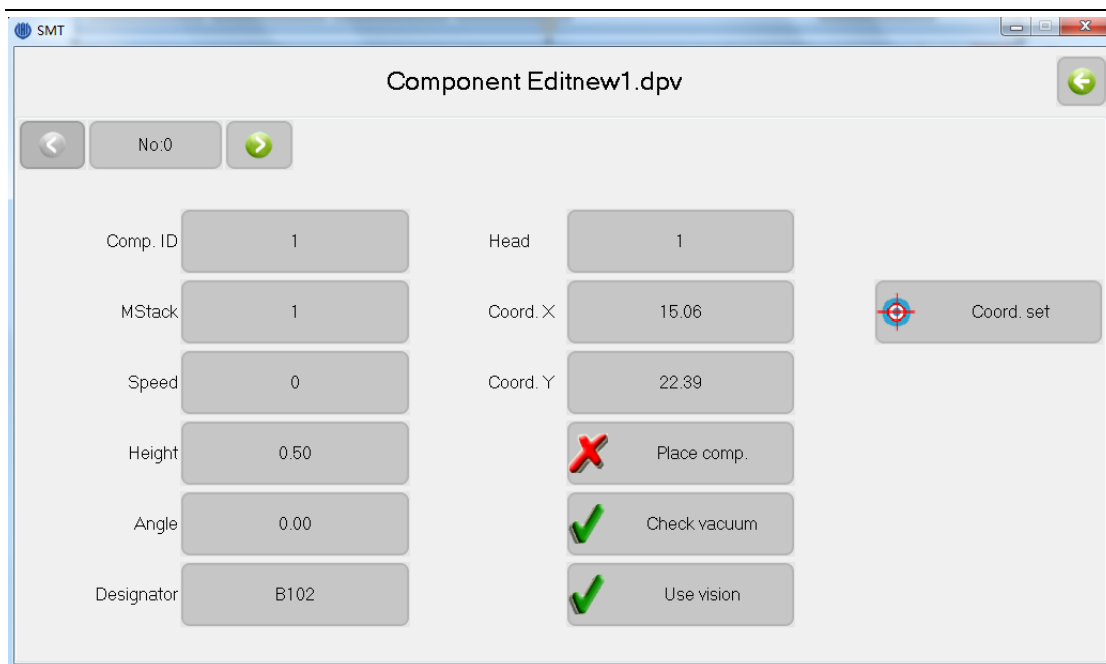 SMT
Component Editnew1.dpv
No:0
Comp. ID 1 Head 1
MStack 1 Coord. X 15.06 Coord. set
Speed 0 Coord. Y 22.39
Height 0.50 Place comp.
Angle 0.00 Check vacuum
Designator B102 Use vision